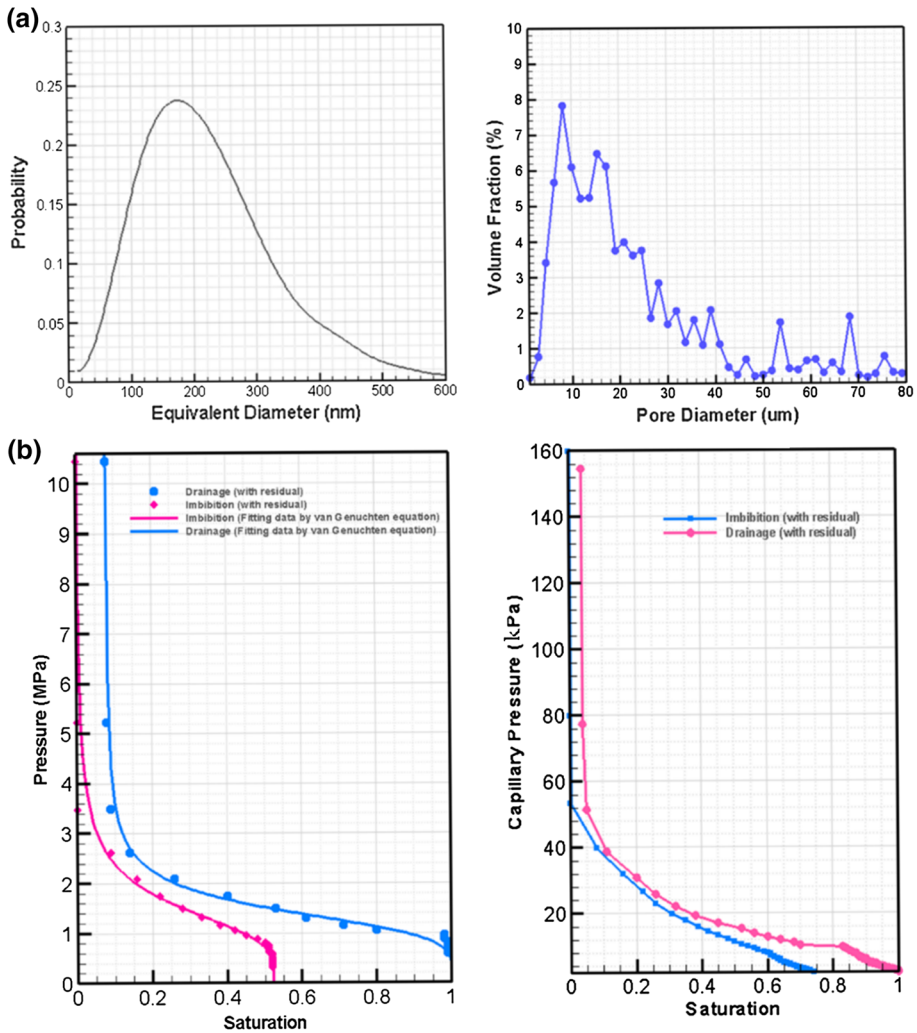 (a)
0.3
0.25
0.2
0.15
0.1
0.05
0
Probability
0 100 200 300 400 500 600
Equivalent Diameter (nm)
10
9
8
7
6
5
4
3
2
1
0
Volume Fraction (%)
10 20 30 40 50 60 70 80
Pore Diameter (um)
(b)
10
9
8
7
6
5
4
3
2
1
0
Pressure (MPa)
Drainage (with residual)
Imbibition (with residual)
Imbibition (Fitting data by van Genuchten equation)
Drainage (Fitting data by van Genuchten equation)
0 0.2 0.4 0.6 0.8 1
Saturation
160
140
120
100
80
60
40
20
Capillary Pressure (kPa)
Imbibition (with residual)
Drainage (with residual)
0 0.2 0.4 0.6 0.8 1
Saturation